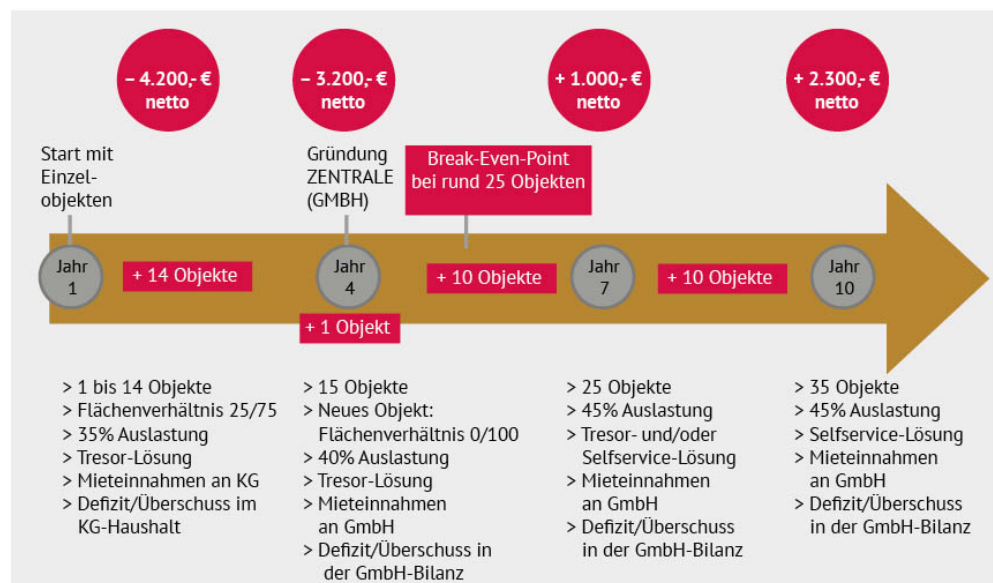 – 4.200,- €
netto
– 3.200,- €
netto
+ 1.000,- €
netto
+ 2.300,- €
netto
Start mit
Einzel-
objekten
Gründung
ZENTRALE
(GMBH)
Break-Even-Point
bei rund 25 Objekten
Jahr
1
+ 14 Objekte
Jahr
4
+ 10 Objekte
Jahr
7
+ 10 Objekte
Jahr
10
+ 1 Objekt
> 1 bis 14 Objekte
> Flächenverhältnis 25/75
> 35% Auslastung
> Tresor-Lösung
> Mieteinnahmen an KG
> Defizit/Überschuss im
KG-Haushalt
> 15 Objekte
> Neues Objekt:
Flächenverhältnis 0/100
> 40% Auslastung
> Tresor-Lösung
> Mieteinnahmen
an GmbH
> Defizit/Überschuss in
der GmbH-Bilanz
> 25 Objekte
> 45% Auslastung
> Tresor- und/oder
Selfservice-Lösung
> Mieteinnahmen
an GmbH
> Defizit/Überschuss
in der GmbH-Bilanz
> 35 Objekte
> 45% Auslastung
> Selfservice-Lösung
> Mieteinnahmen
an GmbH
> Defizit/Überschuss
in der GmbH-Bilanz